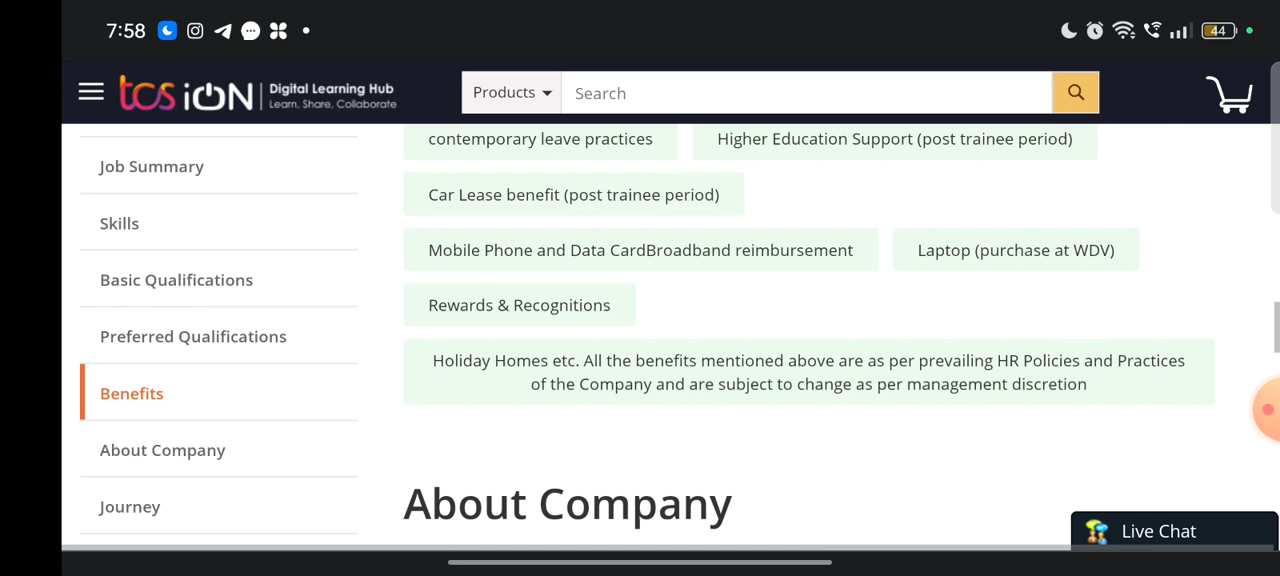 7:58
44
tcs iON | Digital Learning Hub
Learn, Share, Collaborate
Products
Search
Job Summary
Skills
Basic Qualifications
Preferred Qualifications
Benefits
About Company
Journey
contemporary leave practices
Higher Education Support (post trainee period)
Car Lease benefit (post trainee period)
Mobile Phone and Data CardBroadband reimbursement
Laptop (purchase at WDV)
Rewards & Recognitions
Holiday Homes etc. All the benefits mentioned above are as per prevailing HR Policies and Practices
of the Company and are subject to change as per management discretion
About Company
Live Chat